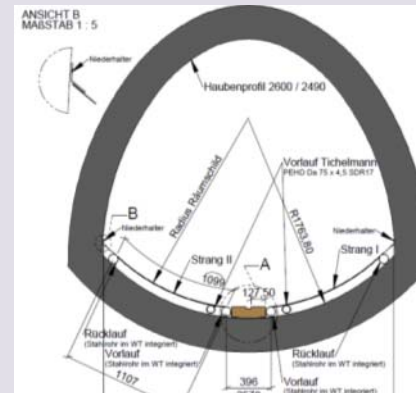 ANSICHT B
MAßSTAB 1 : 5
Niederhalter
Haubenprofil 2600 / 2490
Radius Räumschild
Vorlauf Tichelmann
PEHD Da 75 x 4,5 SDR17
R1763,80
B
Niederhalter
Niederhalter
Strang II
A
Strang I
1099
127,50
Rücklauf
(Stahlrohr im WT integriert)
Vorlauf
(Stahlrohr im WT integriert)
Rücklauf
(Stahlrohr im WT integriert)
1107
396
Vorlauf
(Stahlrohr im WT integriert)